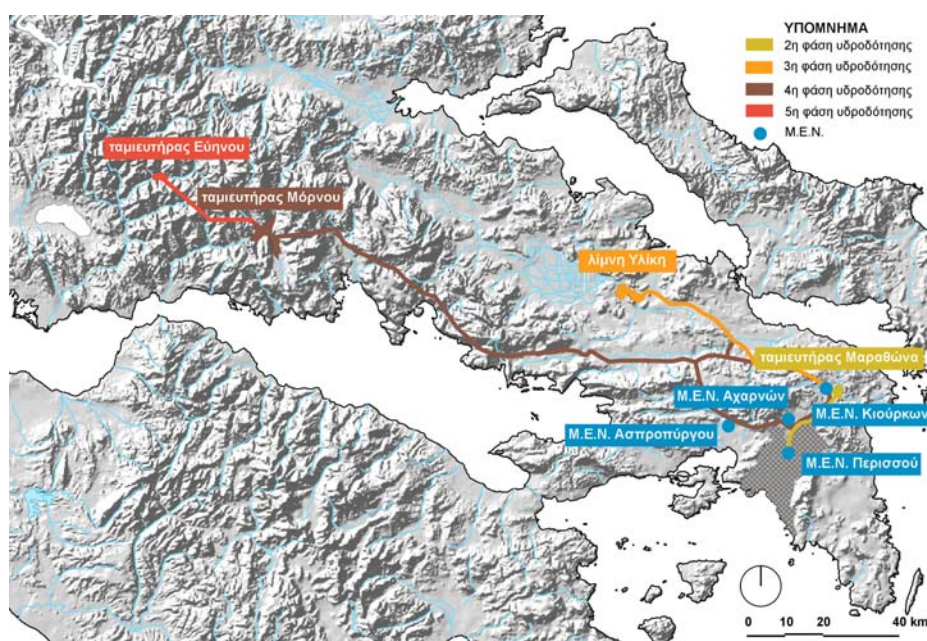 ΥΠΟΜΝΗΜΑ
2η φάση υδροδότησης
3η φάση υδροδότησης
4η φάση υδροδότησης
5η φάση υδροδότησης
Μ.Ε.Ν.
ταμιευτήρας Εύηνου
ταμιευτήρας Μόρνου
λίμνη Υλίκη
ταμιευτήρας Μαραθώνα
Μ.Ε.Ν. Αχαρνών
Μ.Ε.Ν. Κιούρκων
Μ.Ε.Ν. Ασπροπύργου
Μ.Ε.Ν. Περισσού
0 10 20 40 km